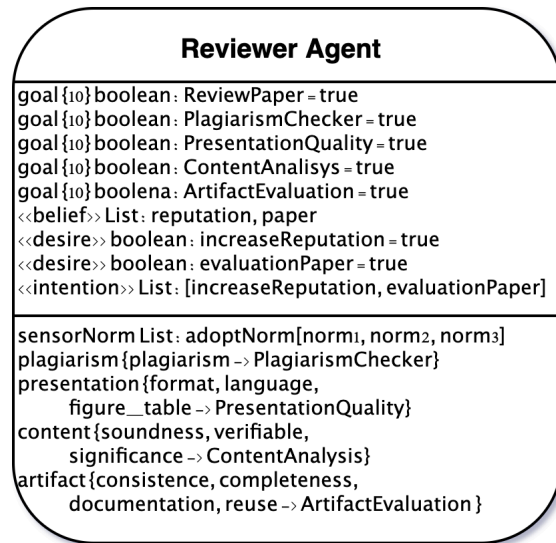 Reviewer Agent
goal{10}boolean: ReviewPaper=true
goal{10}boolean: PlagiarismChecker=true
goal{10}boolean: PresentationQuality=true
goal{10}boolean: ContentAnalisys=true
goal{10}boolena: ArtifactEvaluation=true
<<belief>> List: reputation, paper
<<desire>> boolean: increaseReputation=true
<<desire>> boolean: evaluationPaper=true
<<intention>> List: [increaseReputation, evaluationPaper]
sensorNorm List: adoptNorm[norm1, norm2, norm3]
plagiarism{plagiarism->PlagiarismChecker}
presentation{format, language,
figure_table->PresentationQuality}
content{soundness, verifiable,
significance->ContentAnalysis}
artifact{consistence, completeness,
documentation, reuse->ArtifactEvaluation}